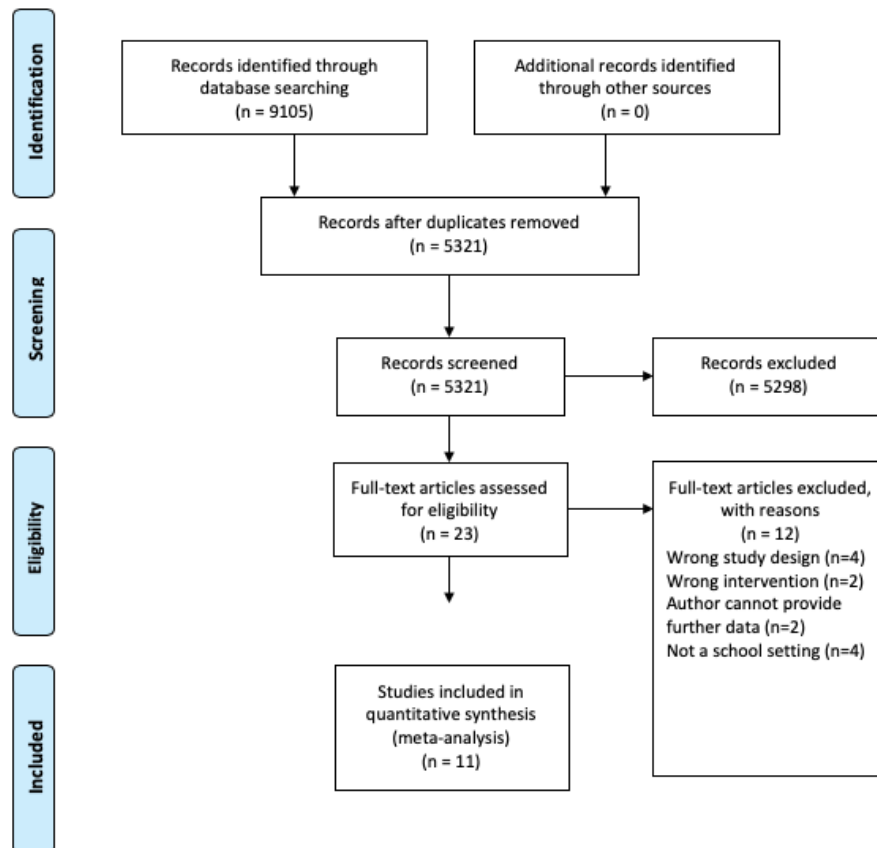 Identification
Records identified through
database searching
(n = 9105)
Additional records identified
through other sources
(n = 0)
Records after duplicates removed
(n = 5321)
Screening
Records screened
(n = 5321)
Records excluded
(n = 5298)
Eligibility
Full-text articles assessed
for eligibility
(n = 23)
Full-text articles excluded,
with reasons
(n = 12)
Wrong study design (n=4)
Wrong intervention (n=2)
Author cannot provide
further data (n=2)
Not a school setting (n=4)
Included
Studies included in
quantitative synthesis
(meta-analysis)
(n = 11)